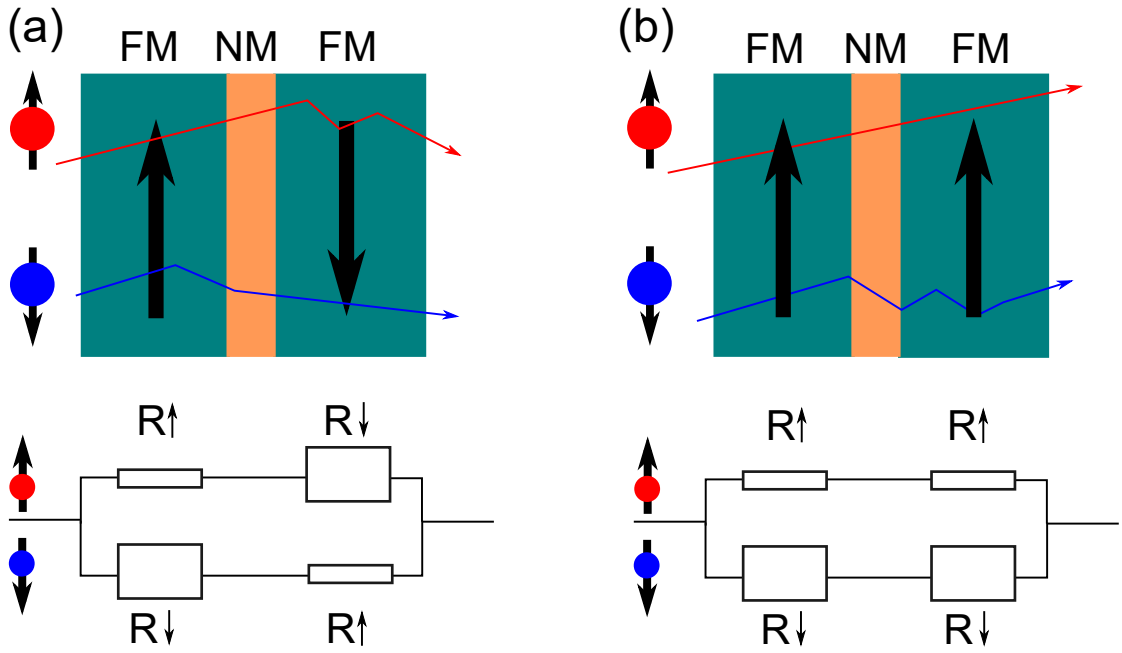 (a)
FM NM FM
R↑ R↓
R↓ R↑
(b)
FM NM FM
R↑ R↑
R↓ R↓